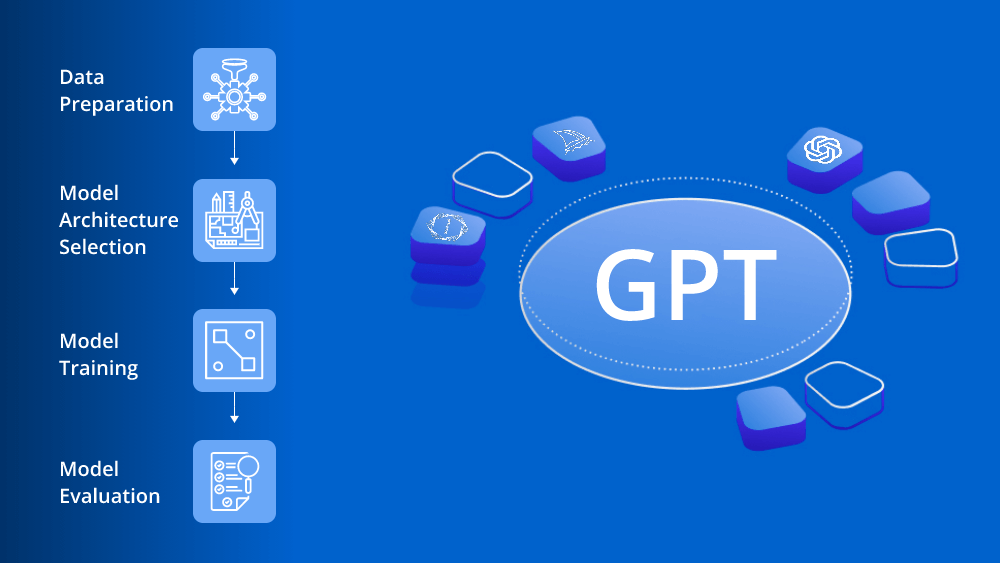 Data
Preparation
Model
Architecture
Selection
Model
Training
Model
Evaluation
GPT